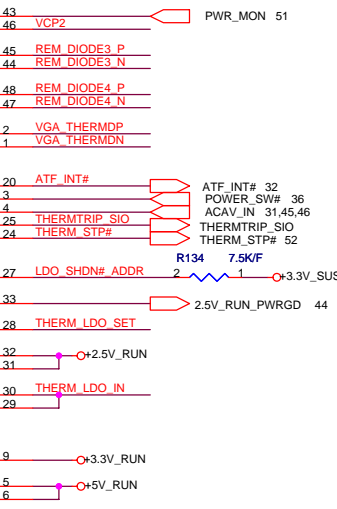 43 PWR_MON 51
46 VCP2
45 REM_DIODE3_P
44 REM_DIODE3_N
48 REM_DIODE4_P
47 REM_DIODE4_N
2 VGA_THERMDP
1 VGA_THERMDN
20 ATF_INT# ATF_INT# 32
3 POWER_SW# 36
4 ACAV_IN 31,45,46
25 THERMTRIP_SIO THERMTRIP_SIO
24 THERM_STP# THERM_STP# 52
R134 7.5K/F
27 LDO_SHDN#_ADDR 2 1 +3.3V_SUS
33 2.5V_RUN_PWRGD 44
28 THERM_LDO_SET
32 +2.5V_RUN
31
30 THERM_LDO_IN
29
9 +3.3V_RUN
5 +5V_RUN
6